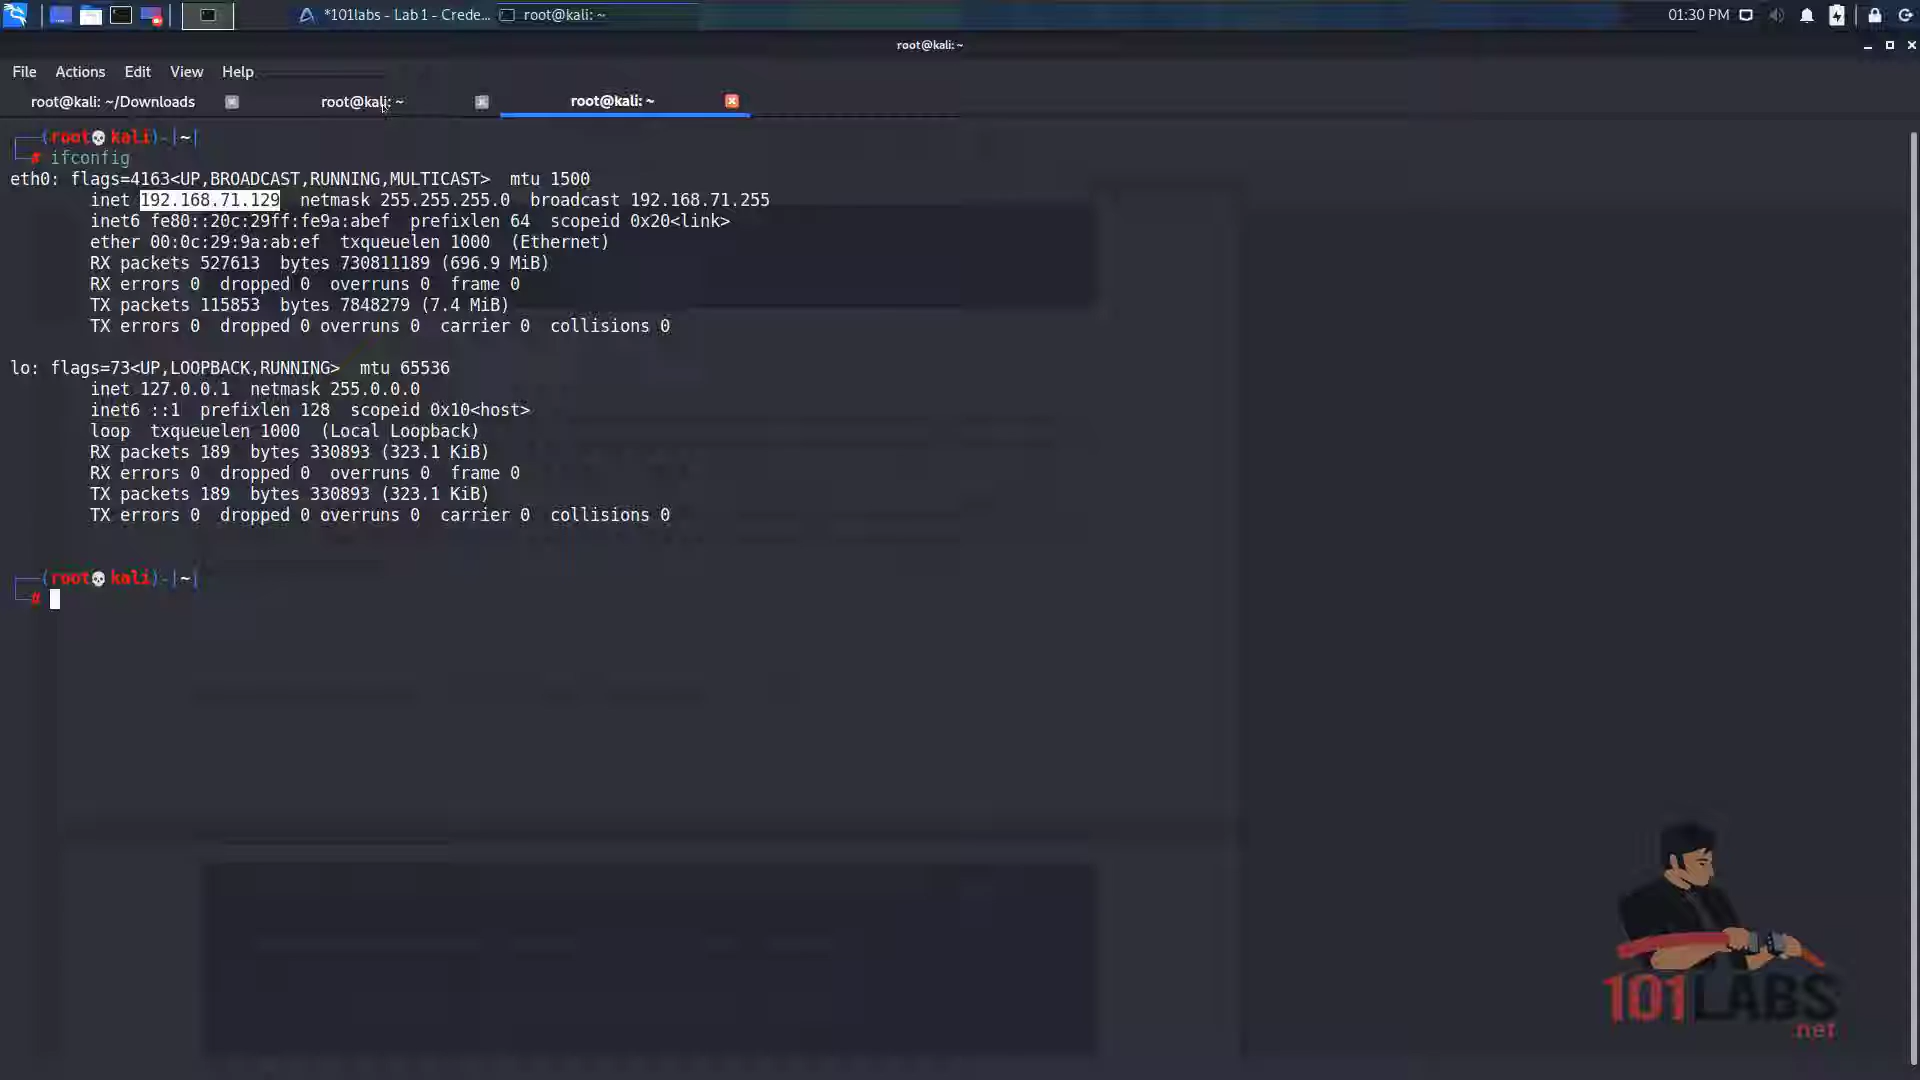 *101labs - Lab 1 - Crede... root@kali: ~ 01:30 PM
root@kali: ~
File Actions Edit View Help
root@kali: ~/Downloads root@kali: ~ root@kali: ~
(root💀kali)-[~]
# ifconfig
eth0: flags=4163<UP,BROADCAST,RUNNING,MULTICAST> mtu 1500
inet 192.168.71.129 netmask 255.255.255.0 broadcast 192.168.71.255
inet6 fe80::20c:29ff:fe9a:abef prefixlen 64 scopeid 0x20<link>
ether 00:0c:29:9a:ab:ef txqueuelen 1000 (Ethernet)
RX packets 527613 bytes 730811189 (696.9 MiB)
RX errors 0 dropped 0 overruns 0 frame 0
TX packets 115853 bytes 7848279 (7.4 MiB)
TX errors 0 dropped 0 overruns 0 carrier 0 collisions 0
lo: flags=73<UP,LOOPBACK,RUNNING> mtu 65536
inet 127.0.0.1 netmask 255.0.0.0
inet6 ::1 prefixlen 128 scopeid 0x10<host>
loop txqueuelen 1000 (Local Loopback)
RX packets 189 bytes 330893 (323.1 KiB)
RX errors 0 dropped 0 overruns 0 frame 0
TX packets 189 bytes 330893 (323.1 KiB)
TX errors 0 dropped 0 overruns 0 carrier 0 collisions 0
(root💀kali)-[~]
#
101LABS
.net